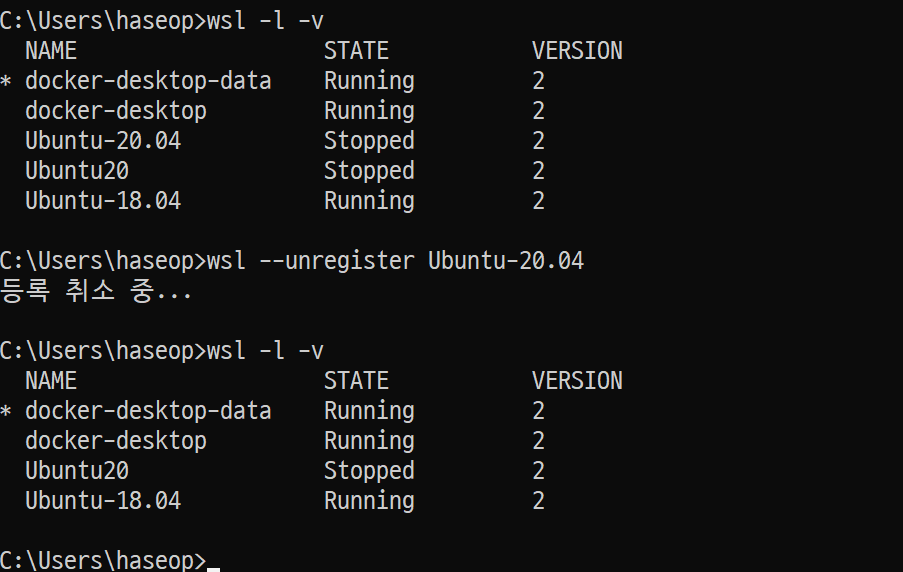 C:\Users\haseop>wsl -l -v
  NAME                   STATE           VERSION
* docker-desktop-data    Running         2
  docker-desktop         Running         2
  Ubuntu-20.04           Stopped         2
  Ubuntu20               Stopped         2
  Ubuntu-18.04           Running         2

C:\Users\haseop>wsl --unregister Ubuntu-20.04
등록 취소 중...

C:\Users\haseop>wsl -l -v
  NAME                   STATE           VERSION
* docker-desktop-data    Running         2
  docker-desktop         Running         2
  Ubuntu20               Stopped         2
  Ubuntu-18.04           Running         2

C:\Users\haseop>